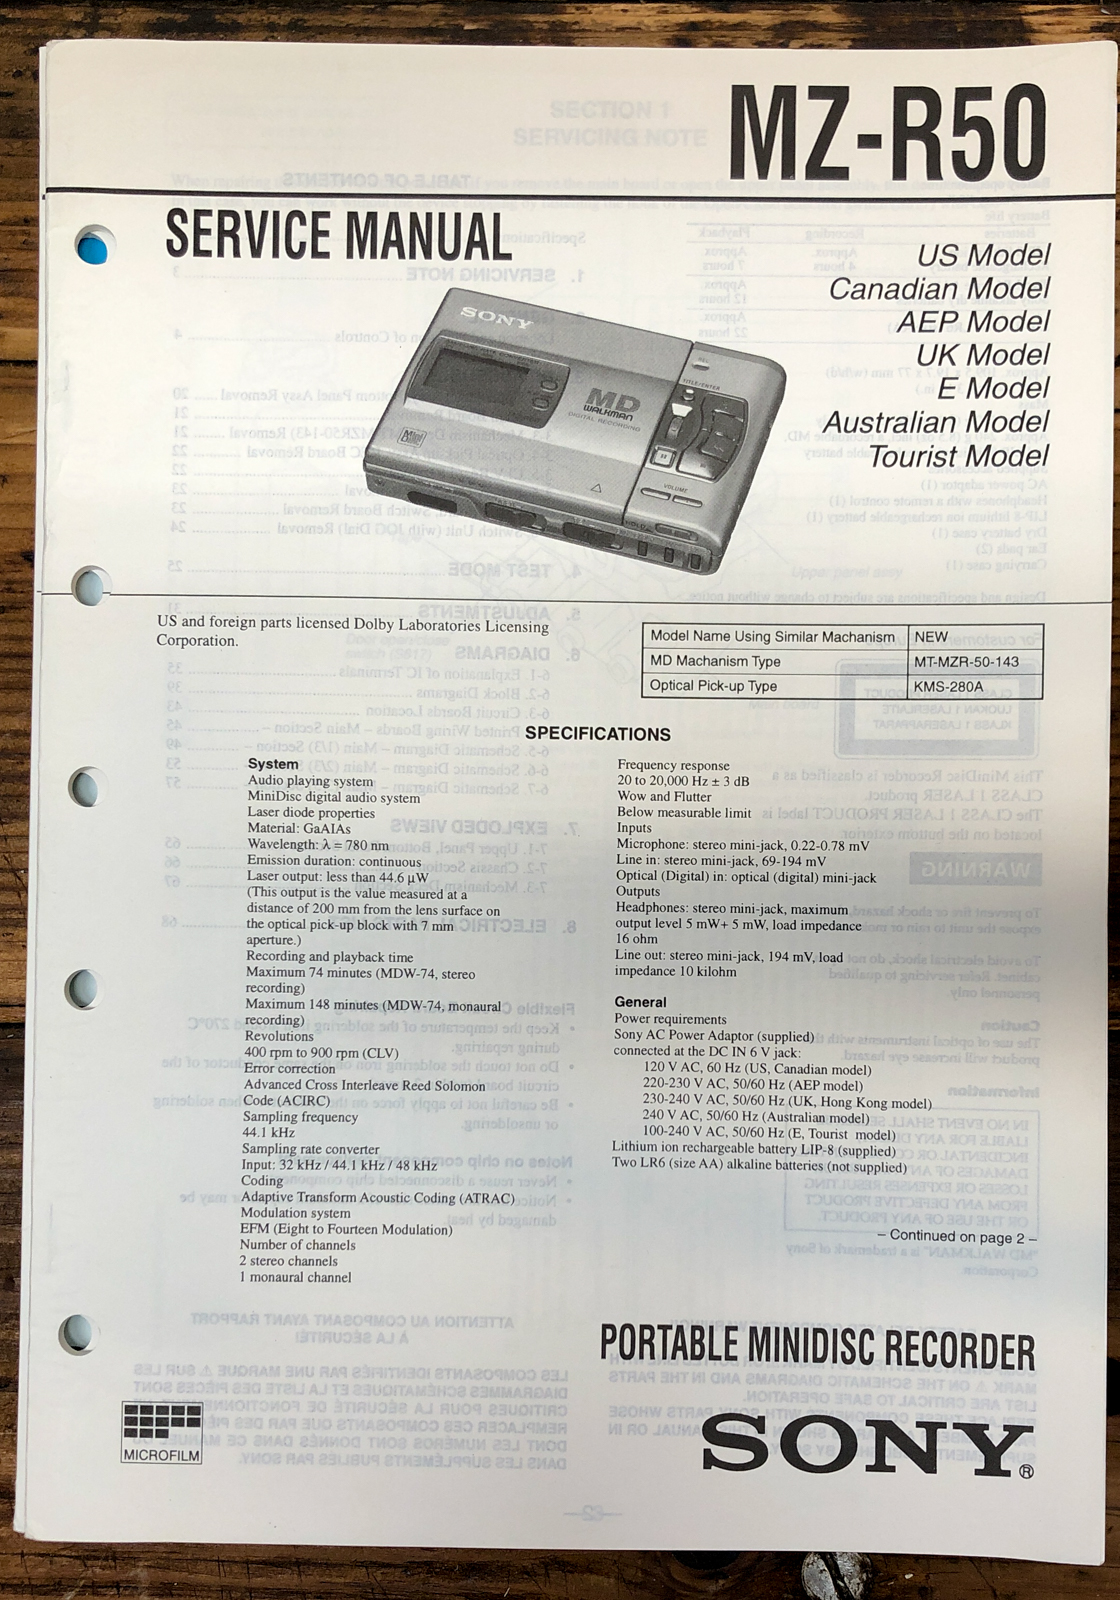 MZ-R50
SERVICE MANUAL
US Model
Canadian Model
AEP Model
UK Model
E Model
Australian Model
Tourist Model
SONY
TITLE/ENTER
MD
WALKMAN
DIGITAL RECORDING
VOLUME
US and foreign parts licensed Dolby Laboratories Licensing
Corporation.
Model Name Using Similar Machanism NEW
MD Machanism Type MT-MZR-50-143
Optical Pick-up Type KMS-280A
SPECIFICATIONS
System
Audio playing system
MiniDisc digital audio system
Laser diode properties
Material: GaAIAs
Wavelength: λ = 780 nm
Emission duration: continuous
Laser output: less than 44.6 μW
(This output is the value measured at a
distance of 200 mm from the lens surface on
the optical pick-up block with 7 mm
aperture.)
Recording and playback time
Maximum 74 minutes (MDW-74, stereo
recording)
Maximum 148 minutes (MDW-74, monaural
recording)
Revolutions
400 rpm to 900 rpm (CLV)
Error correction
Advanced Cross Interleave Reed Solomon
Code (ACIRC)
Sampling frequency
44.1 kHz
Sampling rate converter
Input: 32 kHz / 44.1 kHz / 48 kHz
Coding
Adaptive Transform Acoustic Coding (ATRAC)
Modulation system
EFM (Eight to Fourteen Modulation)
Number of channels
2 stereo channels
1 monaural channel
Frequency response
20 to 20,000 Hz ± 3 dB
Wow and Flutter
Below measurable limit
Inputs
Microphone: stereo mini-jack, 0.22-0.78 mV
Line in: stereo mini-jack, 69-194 mV
Optical (Digital) in: optical (digital) mini-jack
Outputs
Headphones: stereo mini-jack, maximum
output level 5 mW+ 5 mW, load impedance
16 ohm
Line out: stereo mini-jack, 194 mV, load
impedance 10 kilohm
General
Power requirements
Sony AC Power Adaptor (supplied)
connected at the DC IN 6 V jack:
120 V AC, 60 Hz (US, Canadian model)
220-230 V AC, 50/60 Hz (AEP model)
230-240 V AC, 50/60 Hz (UK, Hong Kong model)
240 V AC, 50/60 Hz (Australian model)
100-240 V AC, 50/60 Hz (E, Tourist model)
Lithium ion rechargeable battery LIP-8 (supplied)
Two LR6 (size AA) alkaline batteries (not supplied)
– Continued on page 2 –
PORTABLE MINIDISC RECORDER
MICROFILM
SONY®